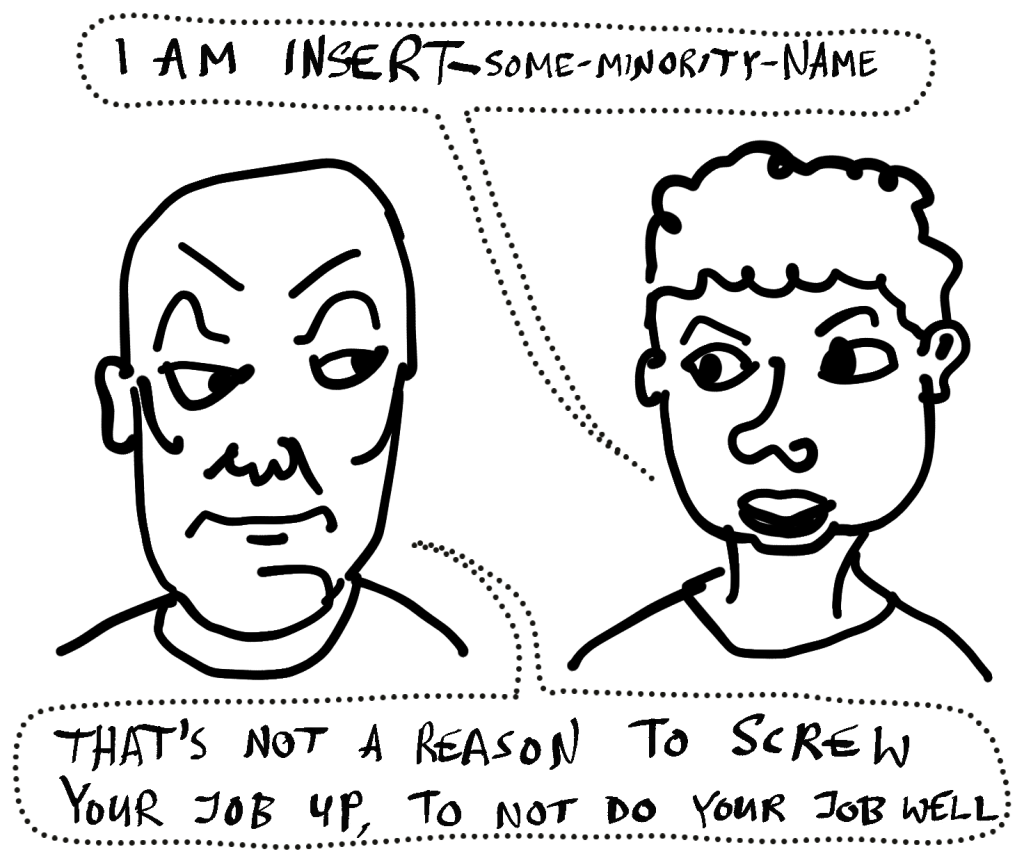 I AM INSERT-SOME-MINORITY-NAME
THAT'S NOT A REASON TO SCREW
YOUR JOB UP, TO NOT DO YOUR JOB WELL